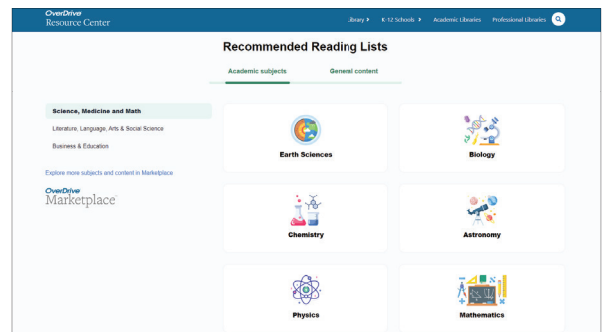 OverDrive
Resource Center
Library
K-12 Schools
Academic Libraries
Professional Libraries
Recommended Reading Lists
Academic subjects
General content
Science, Medicine and Math
Literature, Language, Arts & Social Science
Business & Education
Explore more subjects and content in Marketplace
OverDrive
Marketplace
Earth Sciences
Biology
Chemistry
Astronomy
Physics
Mathematics